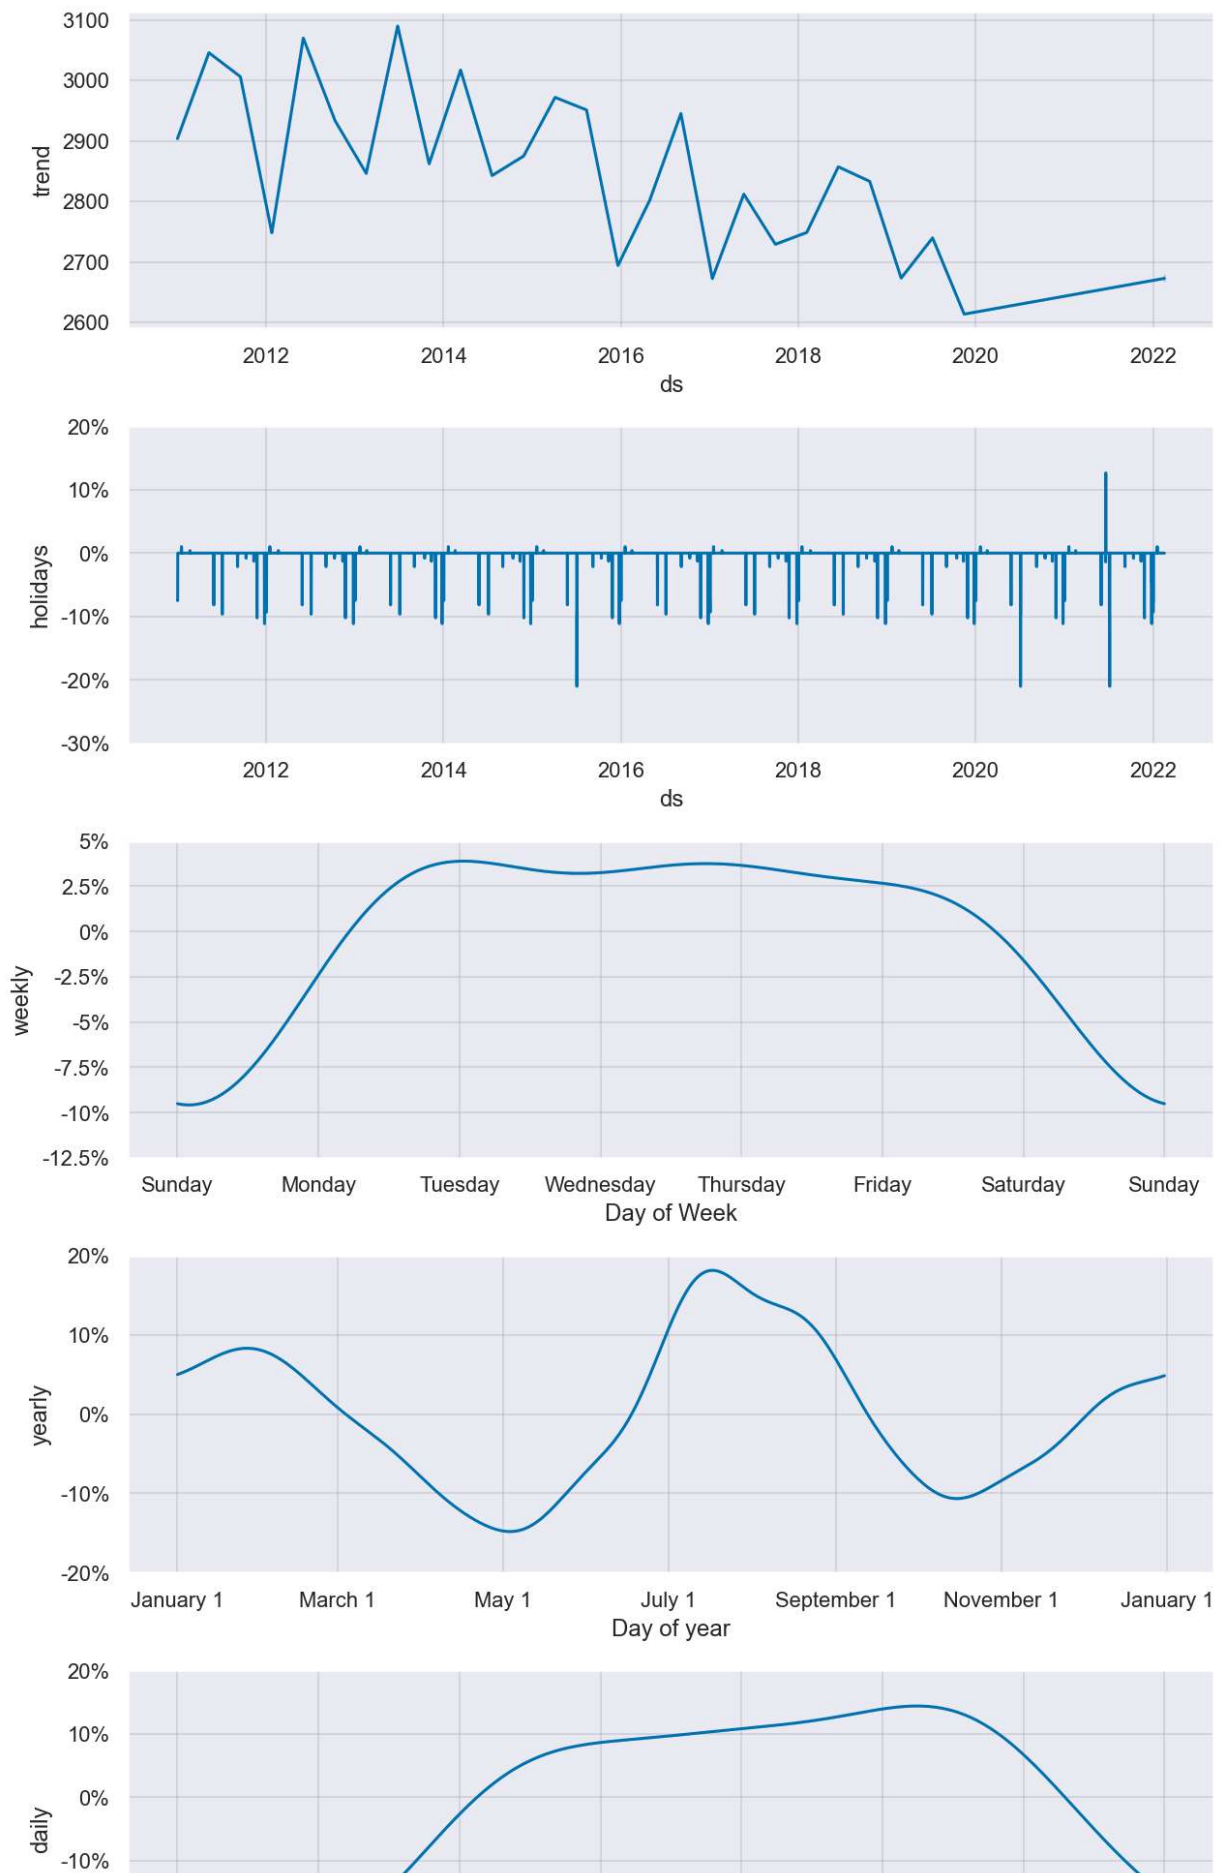 3100
3000
2900
2800
2700
2600
trend
2012 2014 2016 2018 2020 2022
ds
20%
10%
0%
-10%
-20%
-30%
holidays
2012 2014 2016 2018 2020 2022
ds
5%
2.5%
0%
-2.5%
-5%
-7.5%
-10%
-12.5%
weekly
Sunday Monday Tuesday Wednesday Thursday Friday Saturday Sunday
Day of Week
20%
10%
0%
-10%
-20%
yearly
January 1 March 1 May 1 July 1 September 1 November 1 January 1
Day of year
20%
10%
0%
-10%
daily